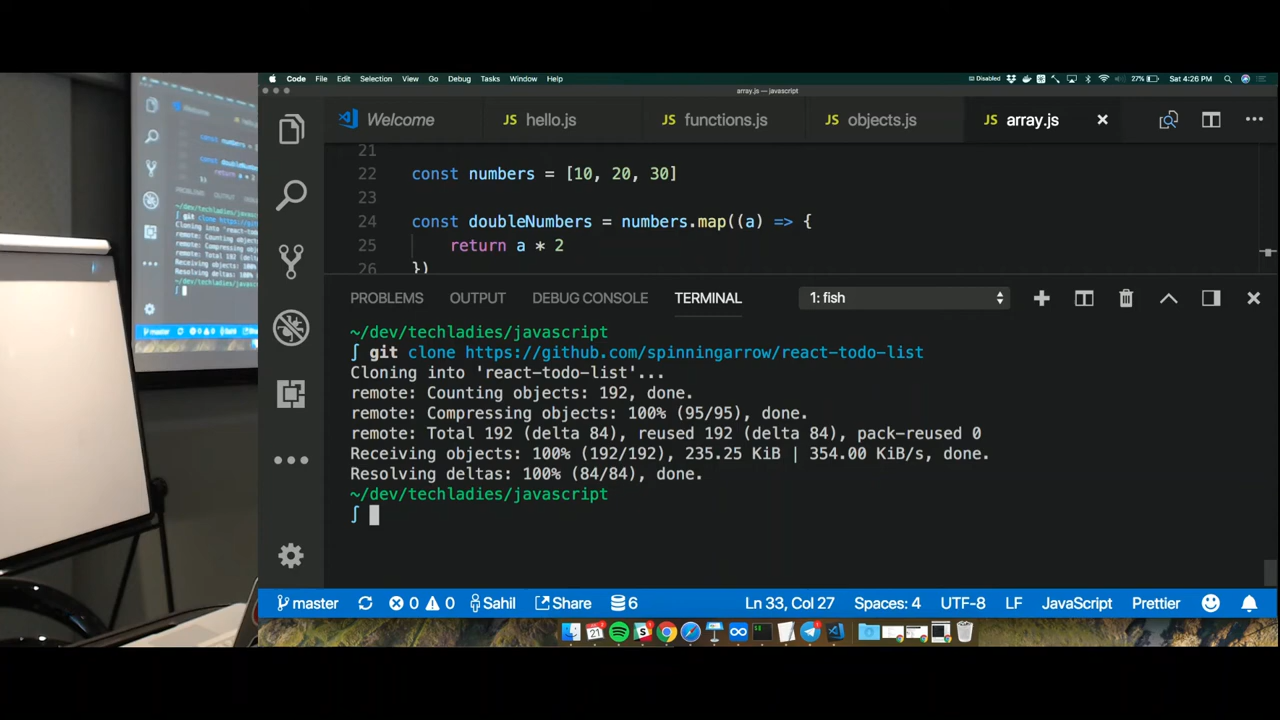 Code File Edit Selection View Go Debug Tasks Window Help
Disabled 27% Sat 4:26 PM
array.js — javascript
Welcome hello.js functions.js objects.js array.js
JS JS JS JS
21
22 const numbers = [10, 20, 30]
23
24 const doubleNumbers = numbers.map((a) => {
25 return a * 2
26 })
PROBLEMS OUTPUT DEBUG CONSOLE TERMINAL 1: fish
~/dev/techladies/javascript
∫ git clone https://github.com/spinningarrow/react-todo-list
Cloning into 'react-todo-list'...
remote: Counting objects: 192, done.
remote: Compressing objects: 100% (95/95), done.
remote: Total 192 (delta 84), reused 192 (delta 84), pack-reused 0
Receiving objects: 100% (192/192), 235.25 KiB | 354.00 KiB/s, done.
Resolving deltas: 100% (84/84), done.
~/dev/techladies/javascript
∫
master 0 0 Sahil Share 6 Ln 33, Col 27 Spaces: 4 UTF-8 LF JavaScript Prettier
21